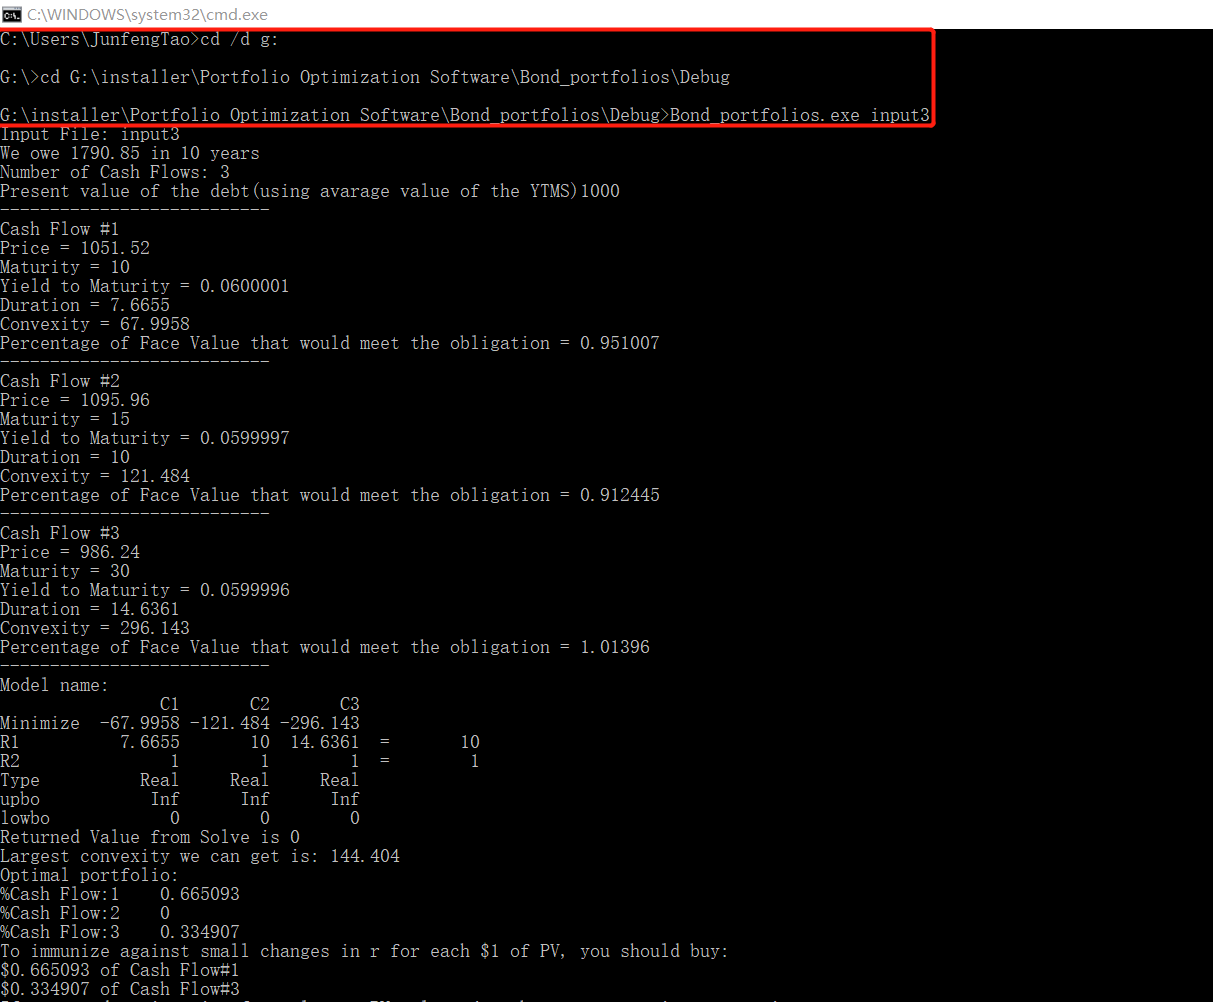 C:\WINDOWS\system32\cmd.exe
C:\Users\JunfengTao>cd /d g:
G:\>cd G:\installer\Portfolio Optimization Software\Bond_portfolios\Debug
G:\installer\Portfolio Optimization Software\Bond_portfolios\Debug>Bond_portfolios.exe input3
Input File: input3
We owe 1790.85 in 10 years
Number of Cash Flows: 3
Present value of the debt(using avarage value of the YTMS)1000
---------------------------
Cash Flow #1
Price = 1051.52
Maturity = 10
Yield to Maturity = 0.0600001
Duration = 7.6655
Convexity = 67.9958
Percentage of Face Value that would meet the obligation = 0.951007
---------------------------
Cash Flow #2
Price = 1095.96
Maturity = 15
Yield to Maturity = 0.0599997
Duration = 10
Convexity = 121.484
Percentage of Face Value that would meet the obligation = 0.912445
---------------------------
Cash Flow #3
Price = 986.24
Maturity = 30
Yield to Maturity = 0.0599996
Duration = 14.6361
Convexity = 296.143
Percentage of Face Value that would meet the obligation = 1.01396
---------------------------
Model name:
C1 C2 C3
Minimize -67.9958 -121.484 -296.143
R1 7.6655 10 14.6361 = 10
R2 1 1 1 = 1
Type Real Real Real
upbo Inf Inf Inf
lowbo 0 0 0
Returned Value from Solve is 0
Largest convexity we can get is: 144.404
Optimal portfolio:
%Cash Flow:1 0.665093
%Cash Flow:2 0
%Cash Flow:3 0.334907
To immunize against small changes in r for each $1 of PV, you should buy:
$0.665093 of Cash Flow#1
$0.334907 of Cash Flow#3